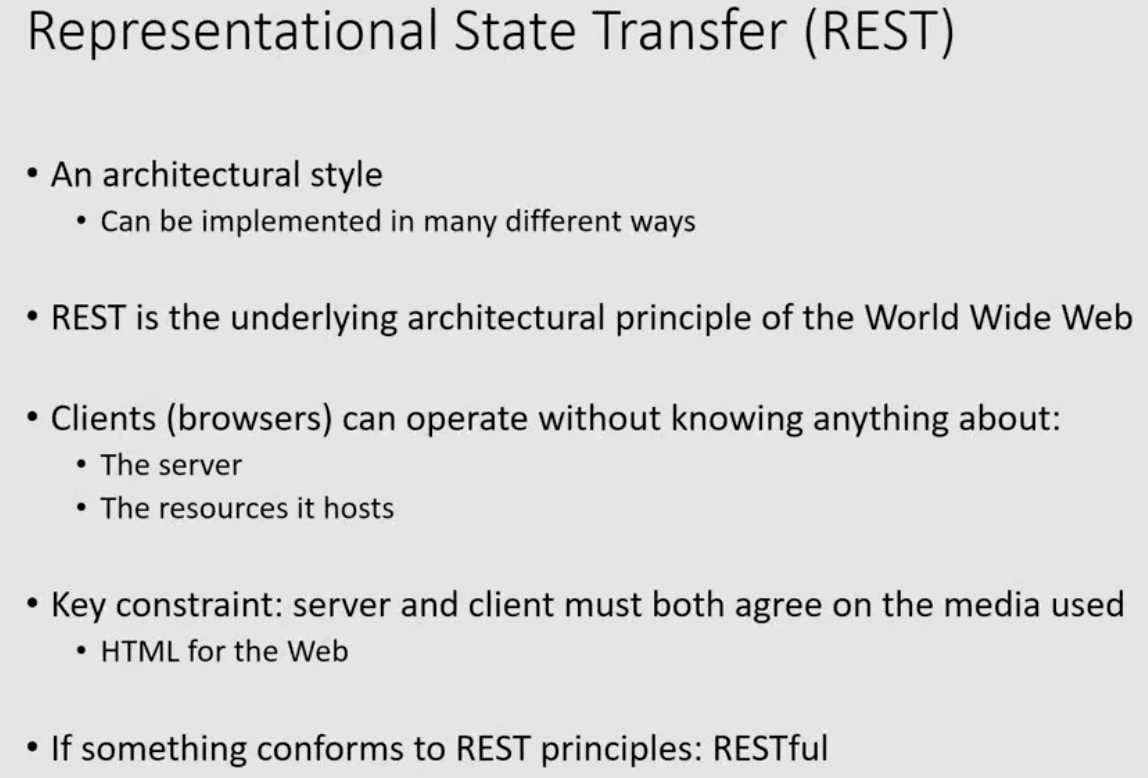 Representational State Transfer (REST)
• An architectural style
• Can be implemented in many different ways
• REST is the underlying architectural principle of the World Wide Web
• Clients (browsers) can operate without knowing anything about:
• The server
• The resources it hosts
• Key constraint: server and client must both agree on the media used
• HTML for the Web
• If something conforms to REST principles: RESTful